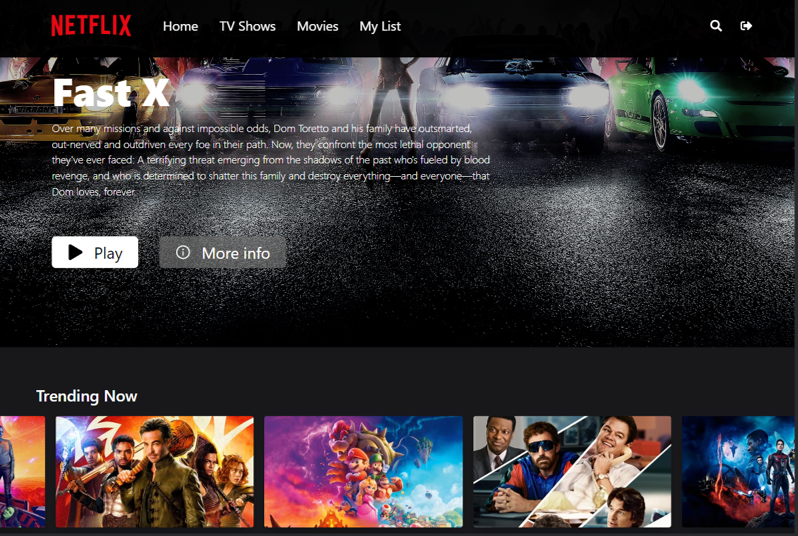 NETFLIX Home TV Shows Movies My List
Fast X
Over many missions and against impossible odds, Dom Toretto and his family have outsmarted,
out-nerved and outdriven every foe in their path. Now, they confront the most lethal opponent
they've ever faced: A terrifying threat emerging from the shadows of the past who's fueled by blood
revenge, and who is determined to shatter this family and destroy everything—and everyone—that
Dom loves, forever.
Play More info
Trending Now